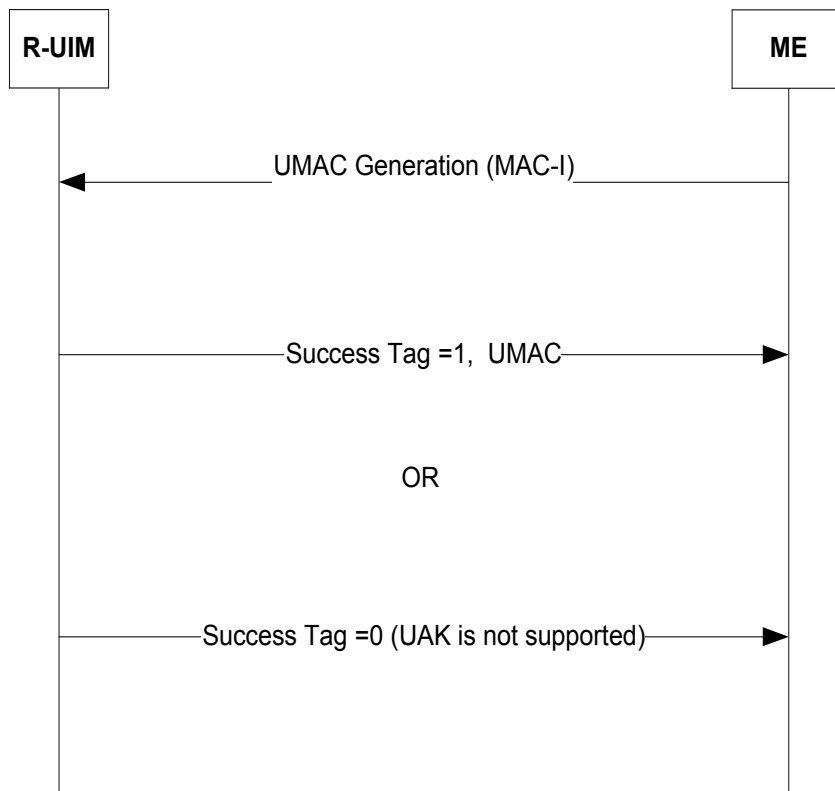 R-UIM
ME
UMAC Generation (MAC-I)
Success Tag =1, UMAC
OR
Success Tag =0 (UAK is not supported)